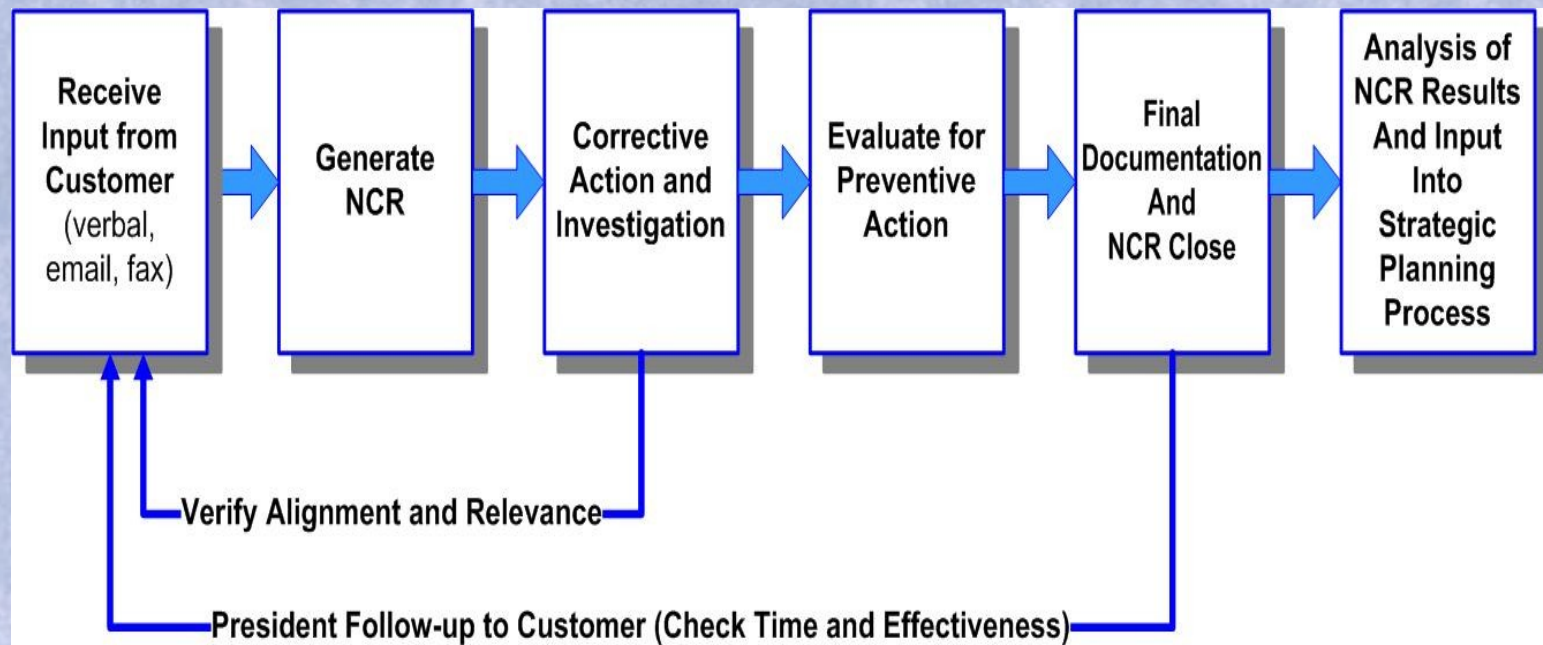 Receive
Input from
Customer
(verbal,
email, fax)
Generate
NCR
Corrective
Action and
Investigation
Evaluate for
Preventive
Action
Final
Documentation
And
NCR Close
Analysis of
NCR Results
And Input
Into
Strategic
Planning
Process
Verify Alignment and Relevance
President Follow-up to Customer (Check Time and Effectiveness)